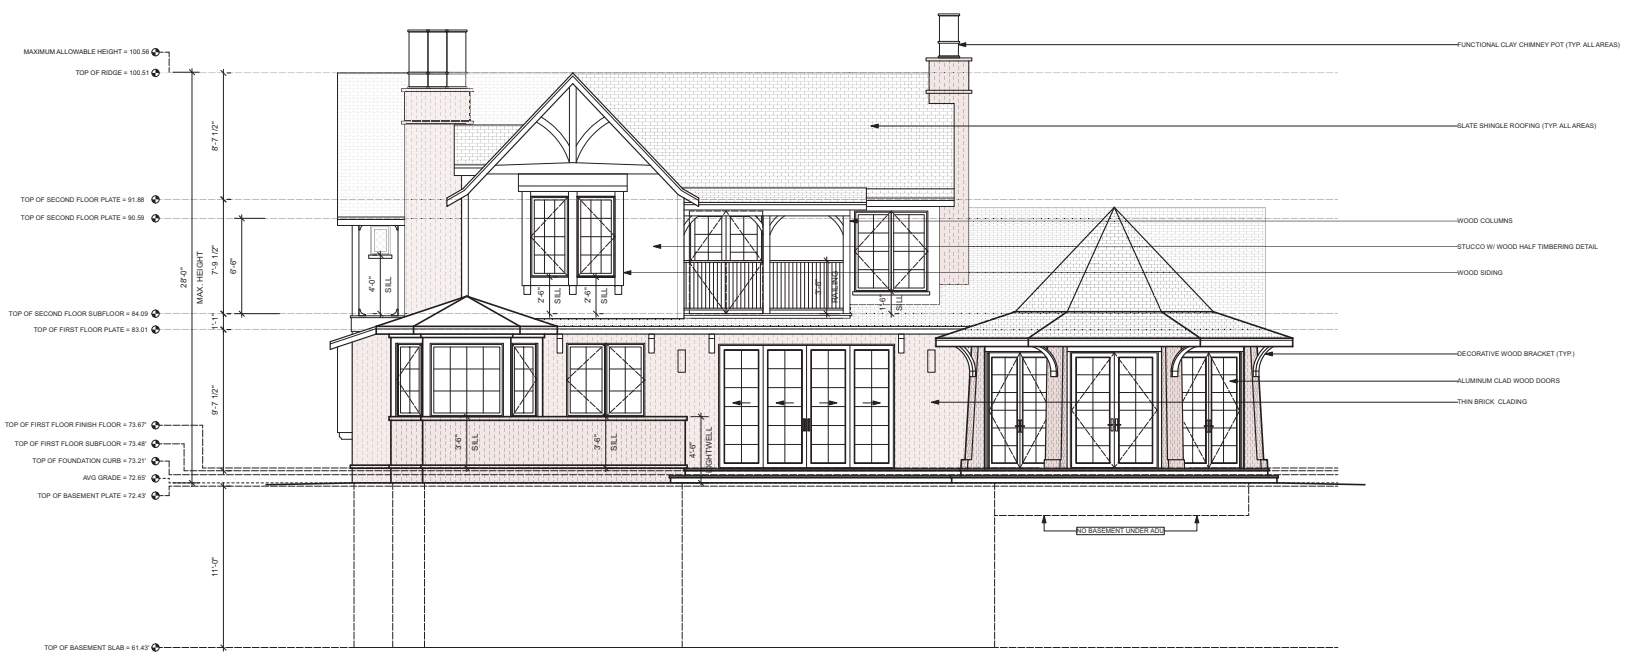 FUNCTIONAL CLAY CHIMNEY POT (TYP. ALL AREAS)
MAXIMUM ALLOWABLE HEIGHT = 100.56
TOP OF RIDGE = 100.51
SLATE SHINGLE ROOFING (TYP. ALL AREAS)
8'-7 1/2"
TOP OF SECOND FLOOR PLATE = 91.88
TOP OF SECOND FLOOR PLATE = 90.59
WOOD COLUMNS
STUCCO W/ WOOD HALF TIMBERING DETAIL
WOOD SIDING
28'-0"
MAX. HEIGHT
7'-9 1/2"
6'-6"
4'-0"
SILL
2'-6"
SILL
2'-6"
SILL
3'-6"
RAILING
1'-6"
SILL
TOP OF SECOND FLOOR SUBFLOOR = 84.09
1'-1"
TOP OF FIRST FLOOR PLATE = 83.01
DECORATIVE WOOD BRACKET (TYP.)
ALUMINUM CLAD WOOD DOORS
THIN BRICK CLADING
9'-7 1/2"
TOP OF FIRST FLOOR FINISH FLOOR = 73.67'
TOP OF FIRST FLOOR SUBFLOOR = 73.48'
3'-6"
SILL
3'-6"
SILL
4'-6"
LIGHTWELL
TOP OF FOUNDATION CURB = 73.21'
AVG GRADE = 72.65'
TOP OF BASEMENT PLATE = 72.43'
NO BASEMENT UNDER ADU
11'-0"
TOP OF BASEMENT SLAB = 61.43'